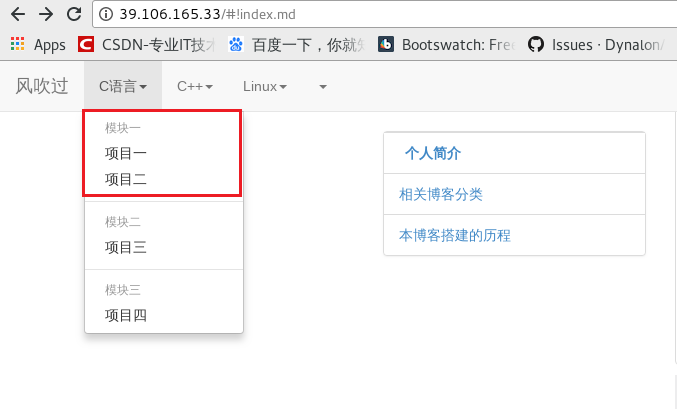 39.106.165.33/#!index.md
Apps CSDN-专业IT技术 百度一下，你就知 Bootswatch: Free Issues · Dynalon/
风吹过 C语言 C++ Linux
模块一
项目一
项目二
模块二
项目三
模块三
项目四
个人简介
相关博客分类
本博客搭建的历程